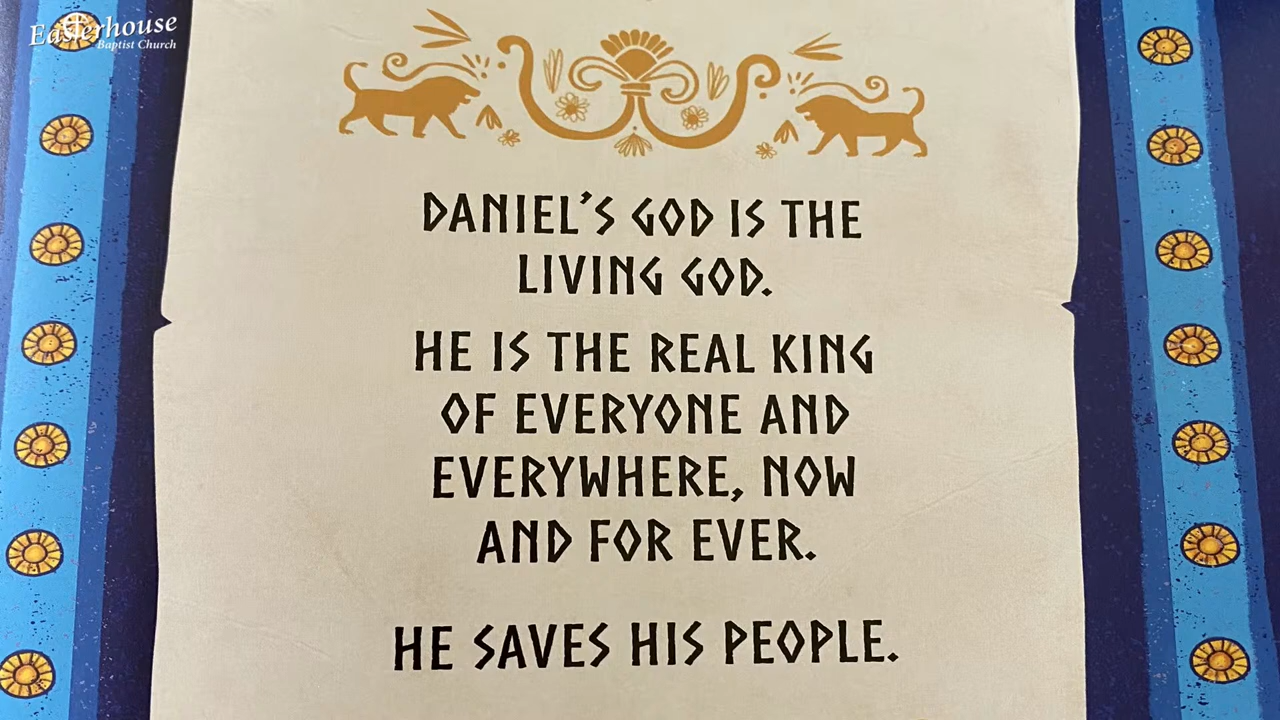 Easterhouse
Baptist Church
DANIEL'S GOD IS THE
LIVING GOD.
HE IS THE REAL KING
OF EVERYONE AND
EVERYWHERE, NOW
AND FOR EVER.
HE SAVES HIS PEOPLE.